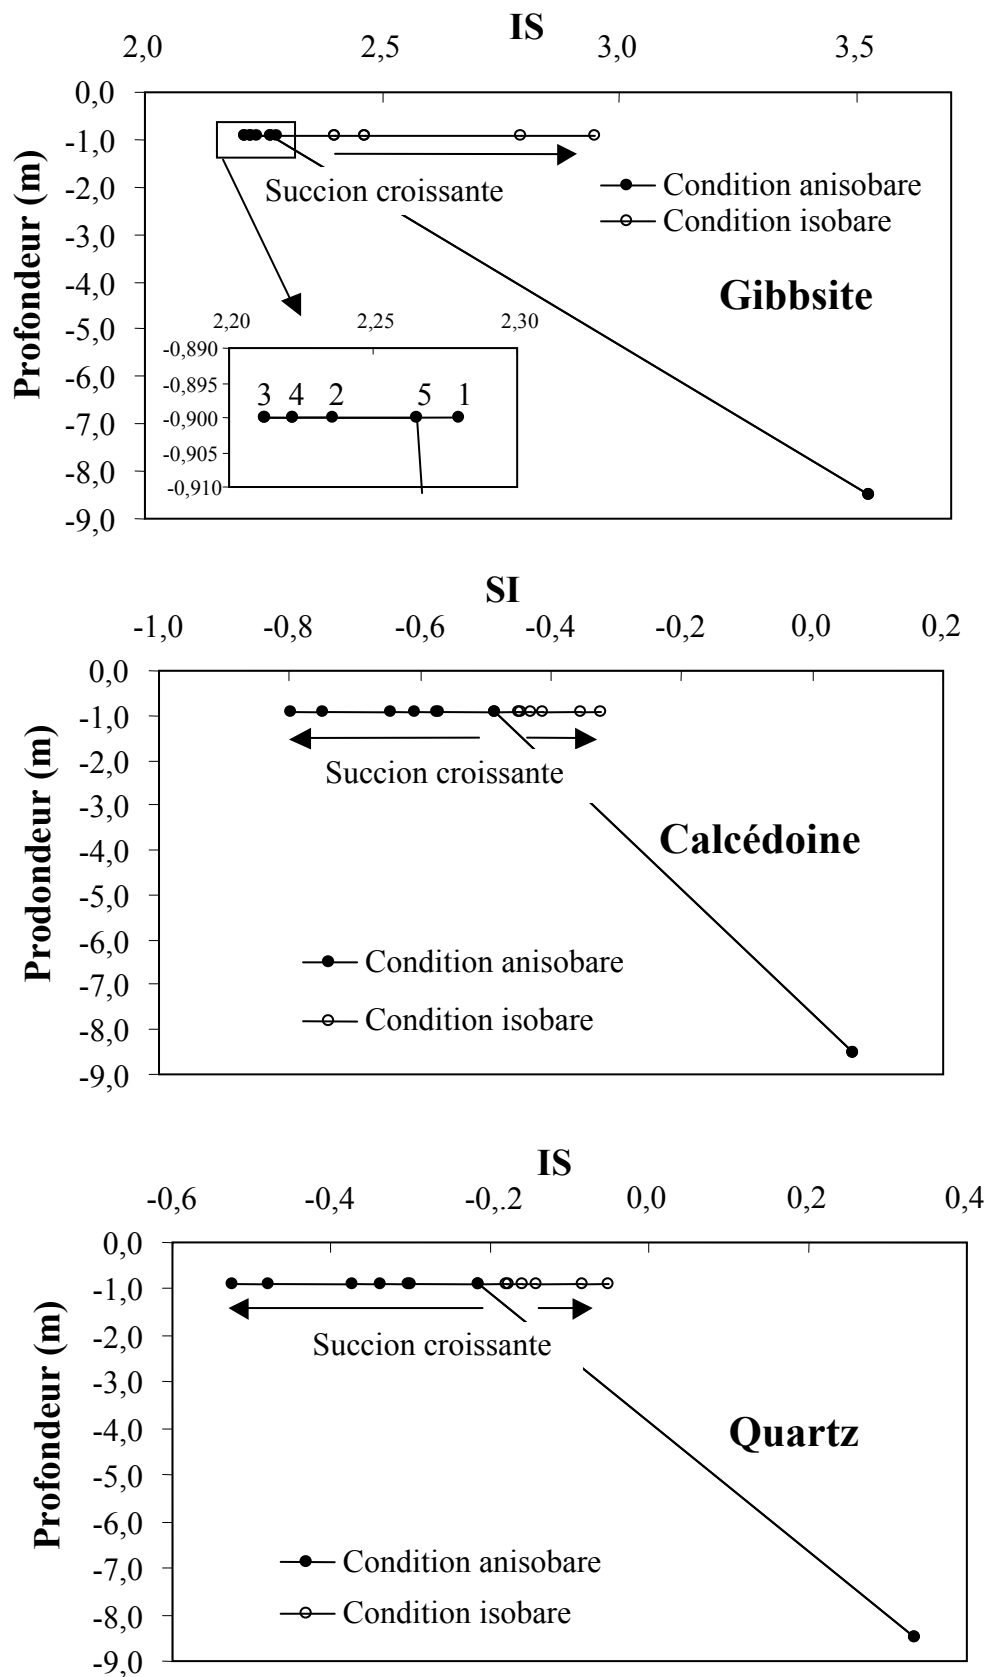 IS
2,0 2,5 3,0 3,5
0,0
-1,0
-2,0
-3,0
-4,0
-5,0
-6,0
-7,0
-8,0
-9,0
Profondeur (m)
Succion croissante
Condition anisobare
Condition isobare
Gibbsite
2,20 2,25 2,30
-0,890
-0,895
-0,900
-0,905
-0,910
3 4 2 5 1
SI
-1,0 -0,8 -0,6 -0,4 -0,2 0,0 0,2
0,0
-1,0
-2,0
-3,0
-4,0
-5,0
-6,0
-7,0
-8,0
-9,0
Prodondeur (m)
Succion croissante
Calcédoine
Condition anisobare
Condition isobare
IS
-0,6 -0,4 -0,.2 0,0 0,2 0,4
0,0
-1,0
-2,0
-3,0
-4,0
-5,0
-6,0
-7,0
-8,0
-9,0
Profondeur (m)
Succion croissante
Quartz
Condition anisobare
Condition isobare